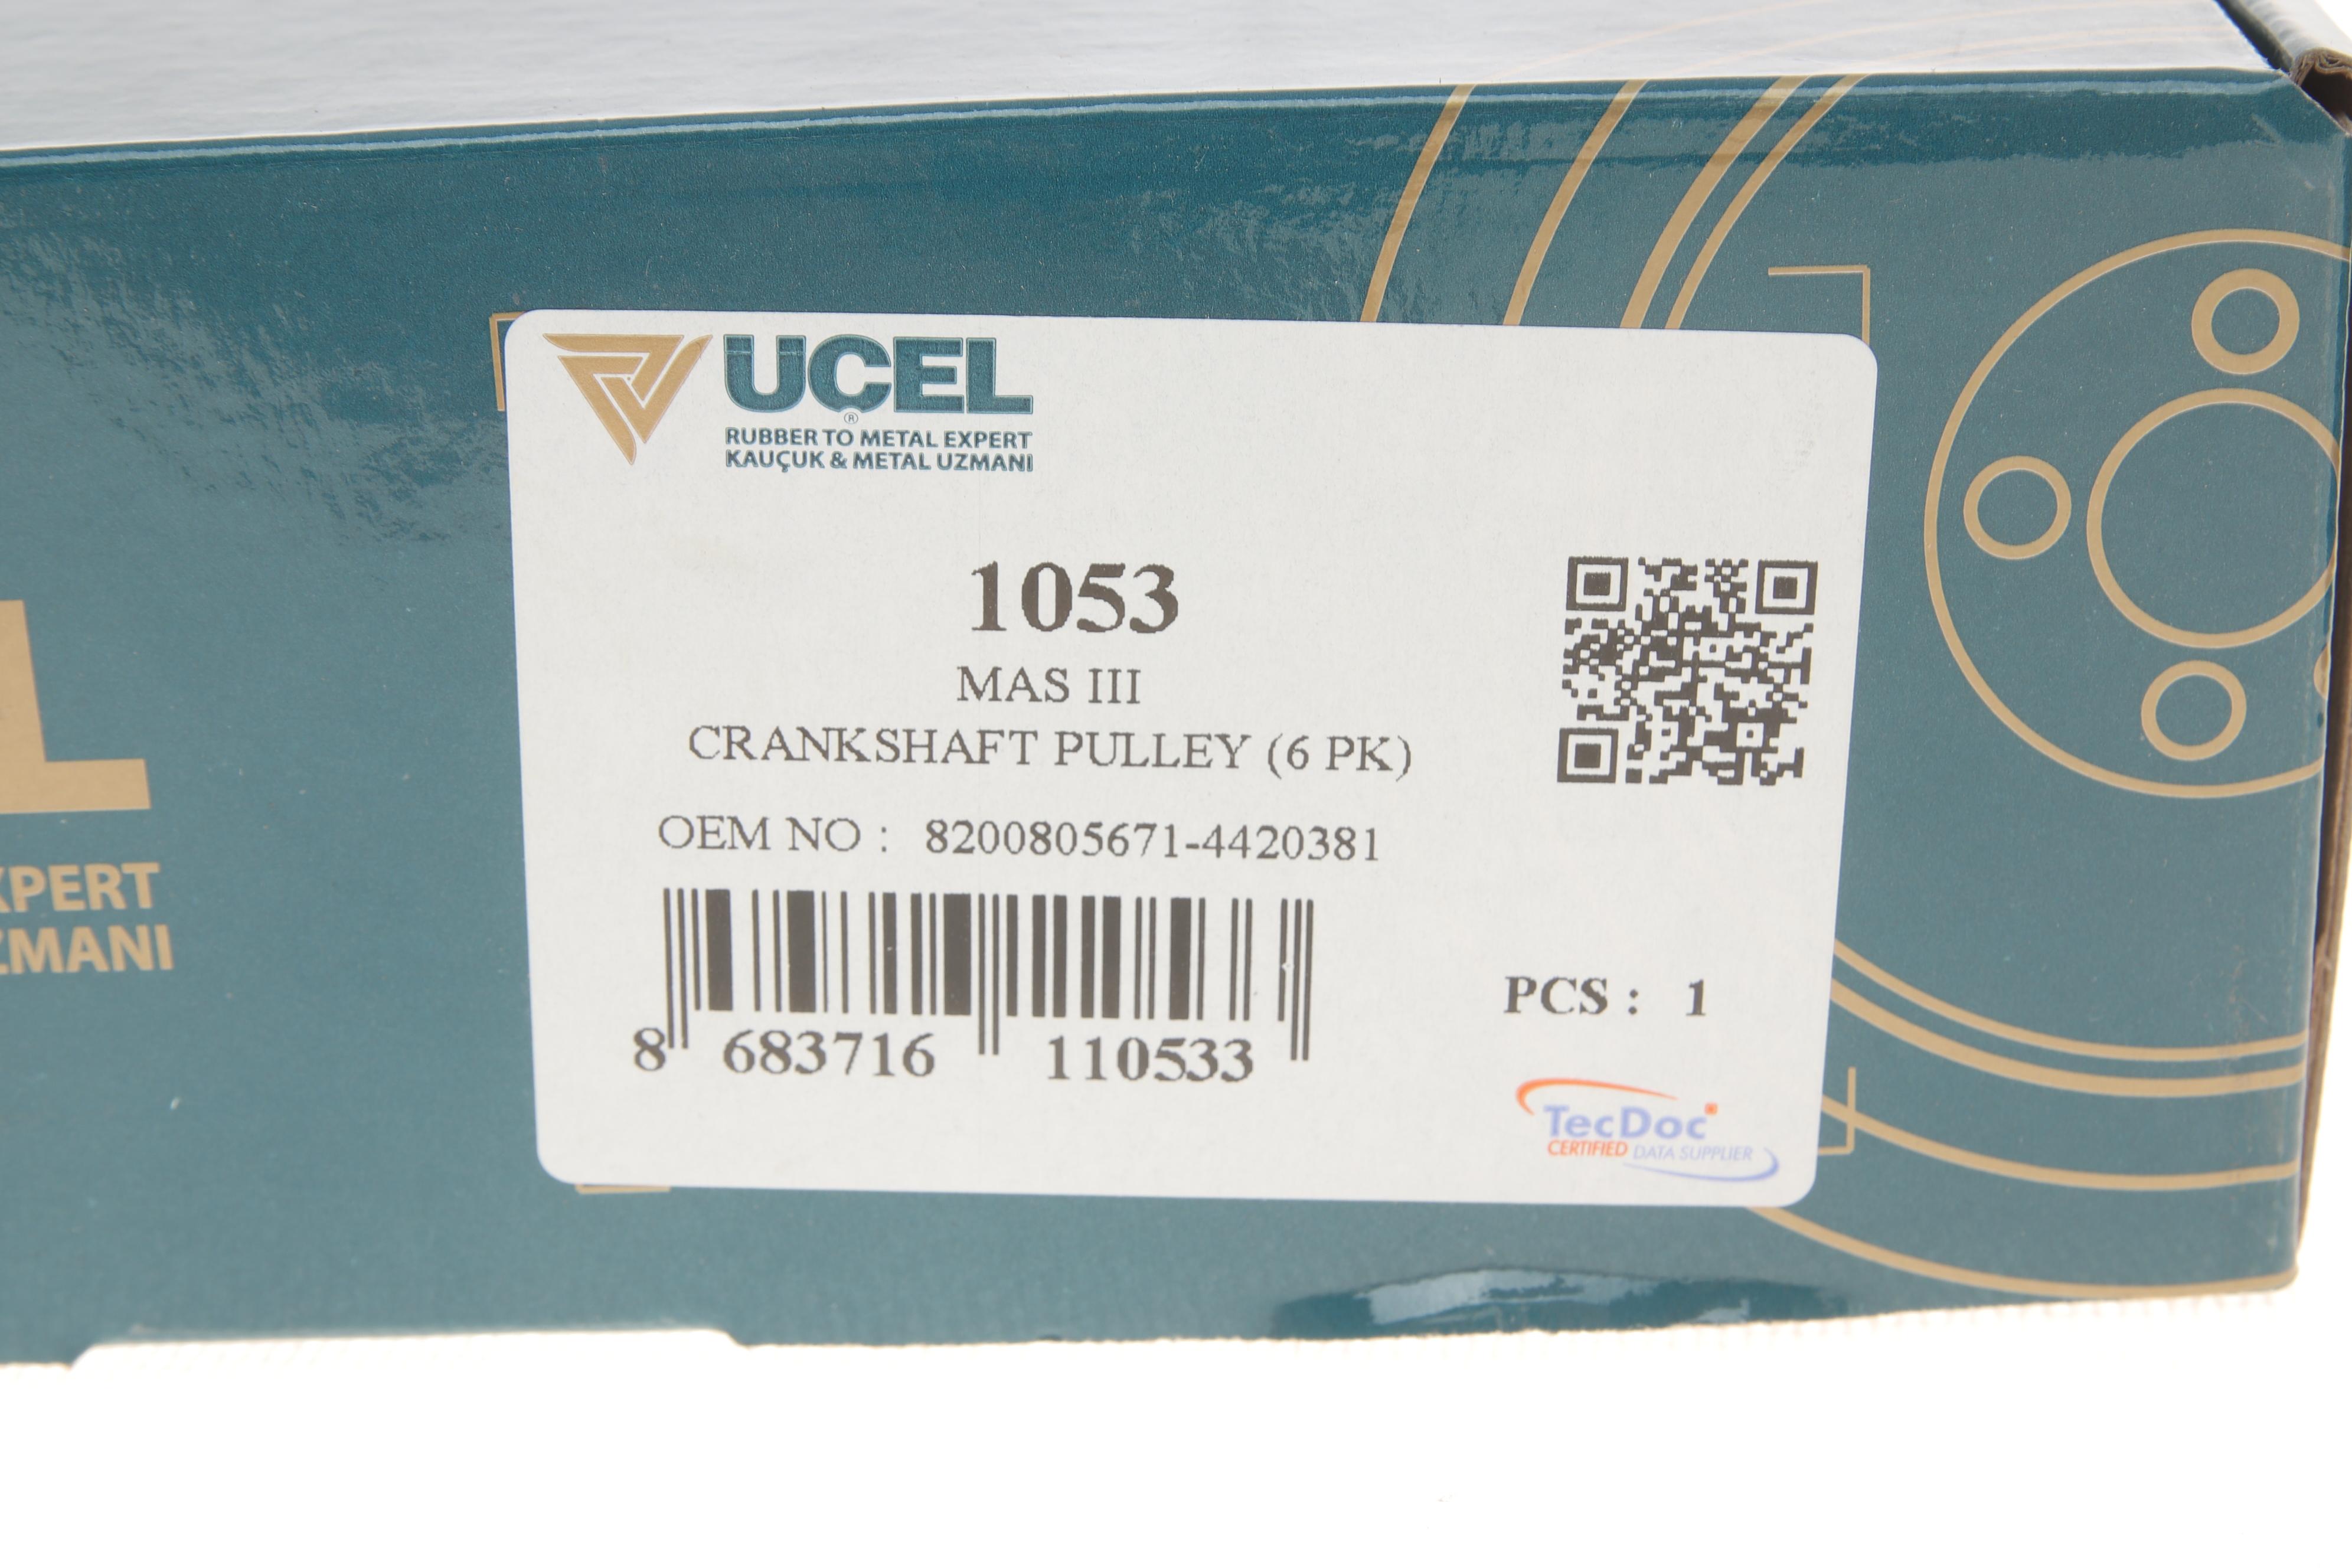 UÇEL
®
RUBBER TO METAL EXPERT
KAUÇUK & METAL UZMANI
1053
MAS III
CRANKSHAFT PULLEY (6 PK)
OEM NO : 8200805671-4420381
8 683716 110533
PCS : 1
TecDoc
CERTIFIED DATA SUPPLIER
L
XPERT
ZMANI